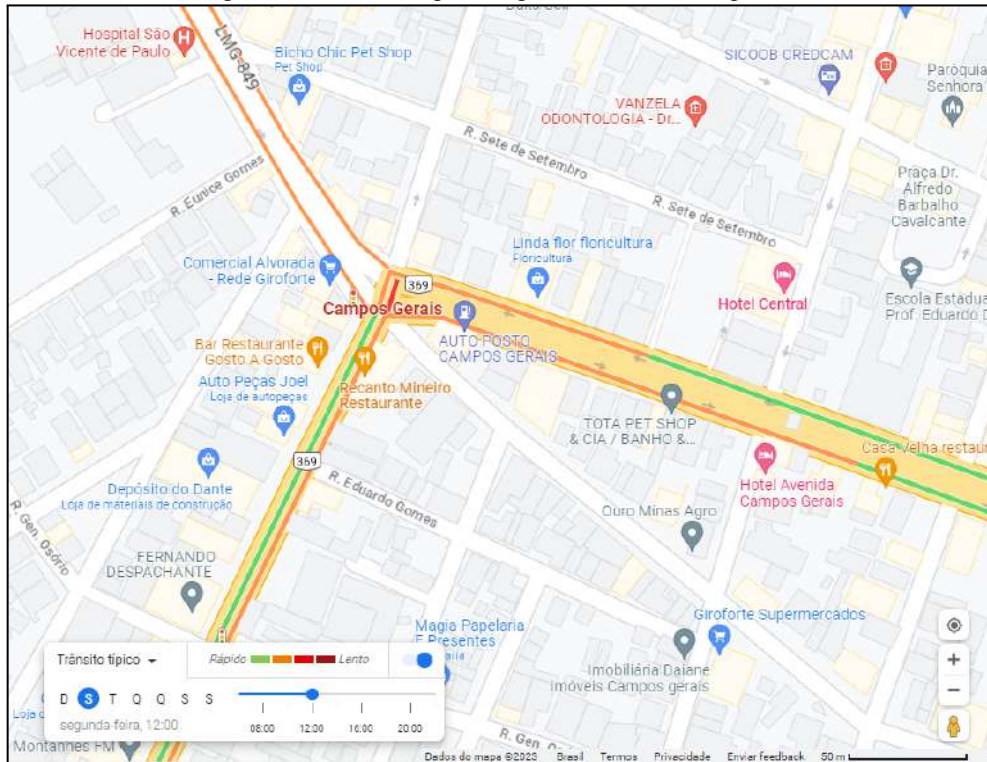 Hospital São
Vicente de Paulo
LMG-849
Bicho Chic Pet Shop
Pet Shop
SICOOB CREDCAM
Paróquia
Senhora
VANZELA
ODONTOLOGIA - Dr...
R. Sete de Setembro
R. Eunice Gomes
Praça Dr.
Alfredo
Barbalho
Cavalcante
R. Sete de Setembro
Linda flor floricultura
Floricultura
Comercial Alvorada
- Rede Giroforte
369
Hotel Central
Escola Estadua
Prof. Eduardo D
Campos Gerais
AUTO POSTO
CAMPOS GERAIS
Bar Restaurante
Gosto A Gosto
Auto Peças Joel
Loja de autopeças
Recanto Mineiro
Restaurante
TOTA PET SHOP
& CIA / BANHO &...
Casa Velha restaur
369
Hotel Avenida
Campos Gerais
Depósito do Dante
Loja de materiais de construção
R. Eduardo Gomes
Ouro Minas Agro
R. Gen. Osório
FERNANDO
DESPACHANTE
Magia Papelaria
E Presentes
Giroforte Supermercados
Imobiliária Daiane
Imóveis Campos gerais
Trânsito típico
Rápido Lento
D S T Q Q S S
segunda-feira, 12:00
08:00 12:00 16:00 20:00
Montannes FM
R. Gen. Osório
Dados do mapa ©2023 Brasil Termos Privacidade Enviar feedback 50 m